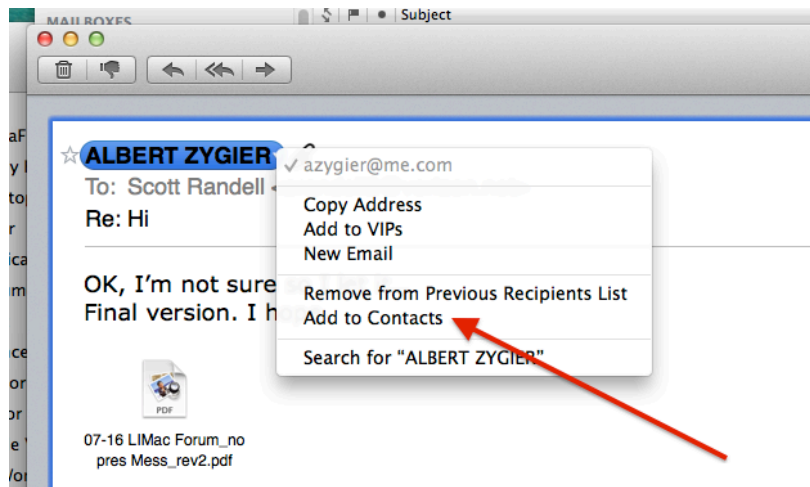 MAILBOXES
Subject
ALBERT ZYGIER
azygier@me.com
To: Scott Randell
Copy Address
Re: Hi
Add to VIPs
New Email
OK, I'm not sure
Remove from Previous Recipients List
Final version. I
Add to Contacts
Search for "ALBERT ZYGIER"
PDF
07-16 LIMac Forum_no
pres Mess_rev2.pdf